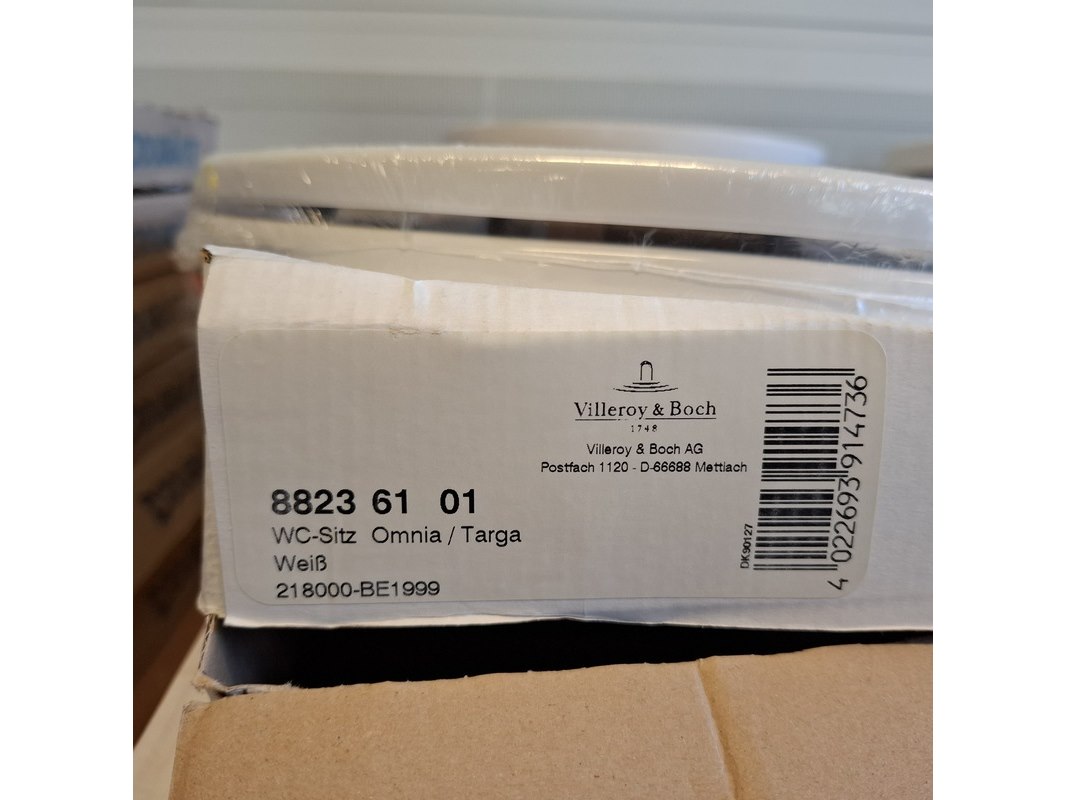 Villeroy & Boch
1748
Villeroy & Boch AG
Postfach 1120 - D-66688 Mettlach
8823 61 01
WC-Sitz Omnia / Targa
Weiß
218000-BE1999
DK90127
4 022693 914736